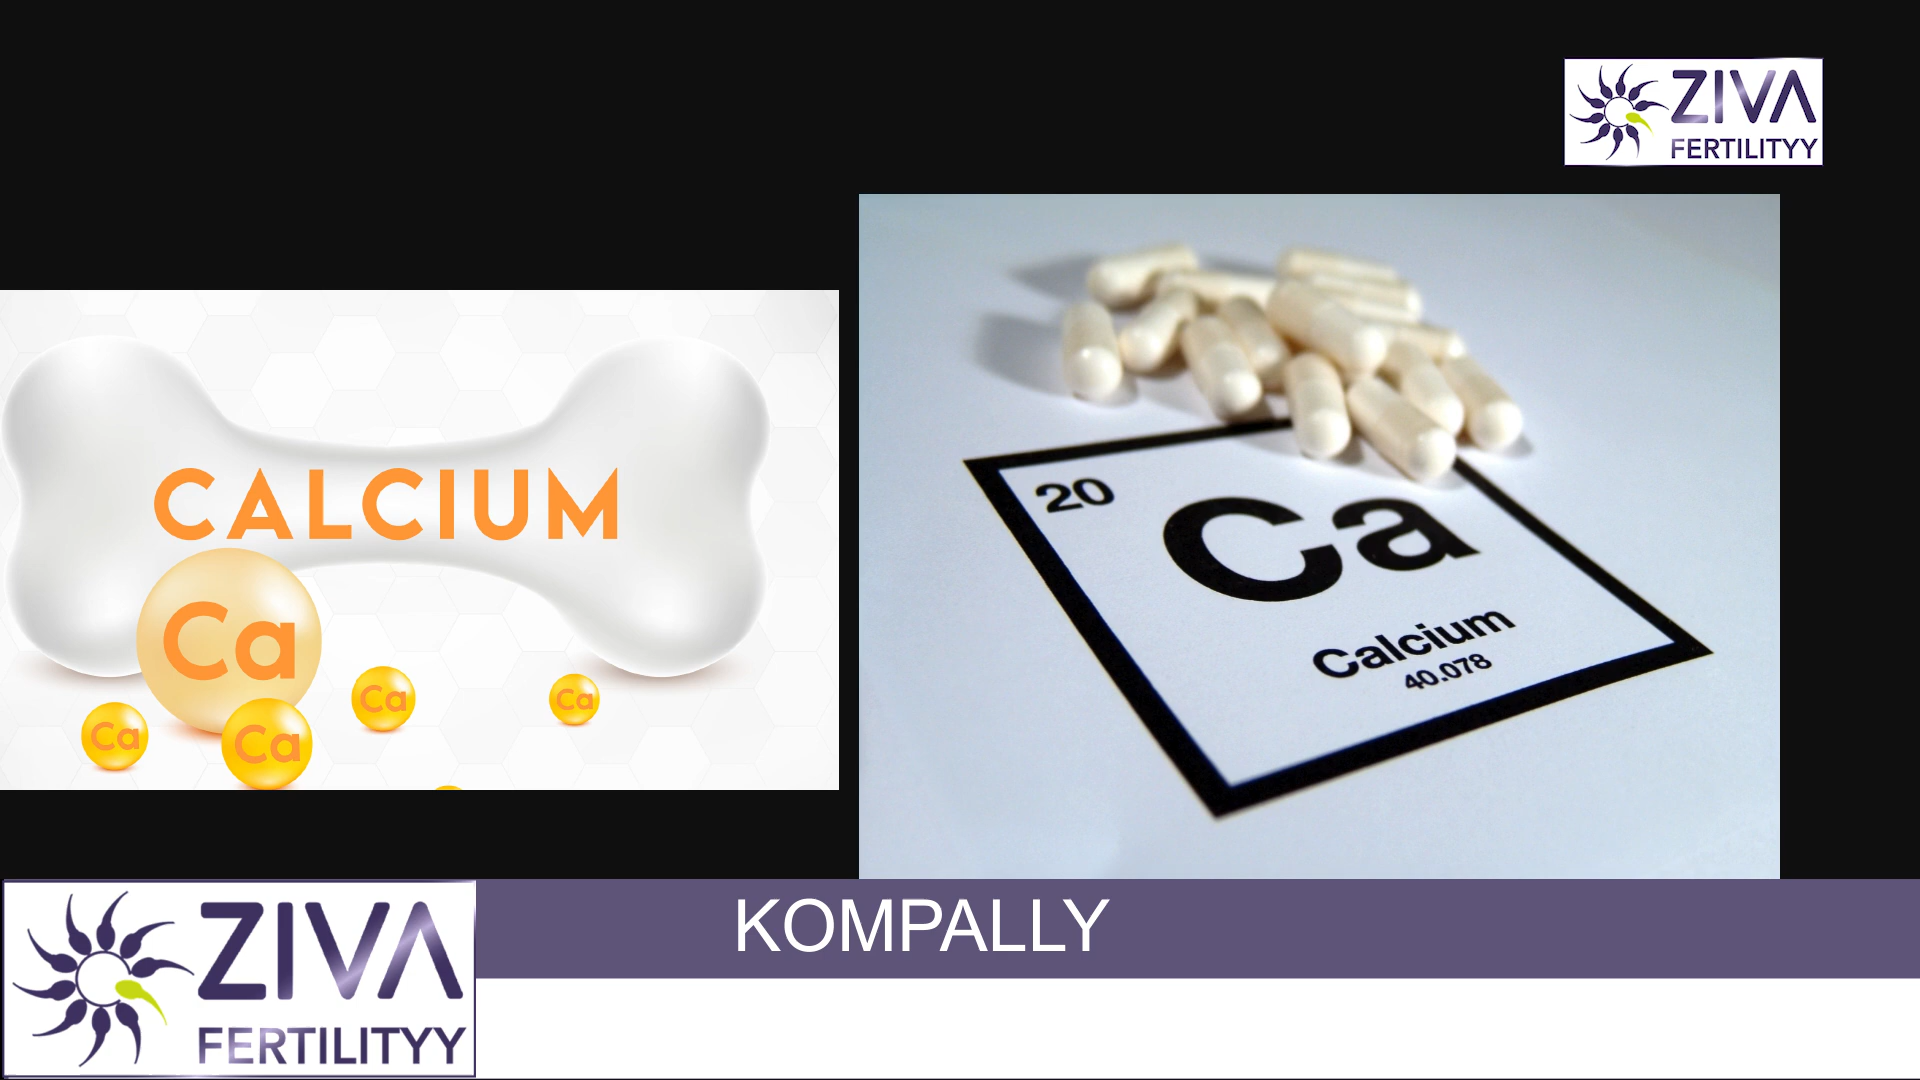 ZIVA
FERTILITYY
CALCIUM
Ca
Ca
Ca
Ca
Ca
20
Ca
Calcium
40.078
ZIVA
FERTILITYY
KOMPALLY